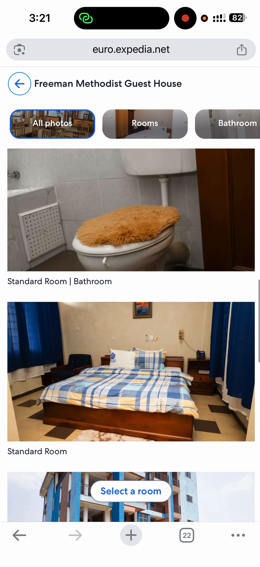 3:21
82
euro.expedia.net
Freeman Methodist Guest House
All photos
Rooms
Bathroom
Standard Room | Bathroom
Standard Room
Select a room
22